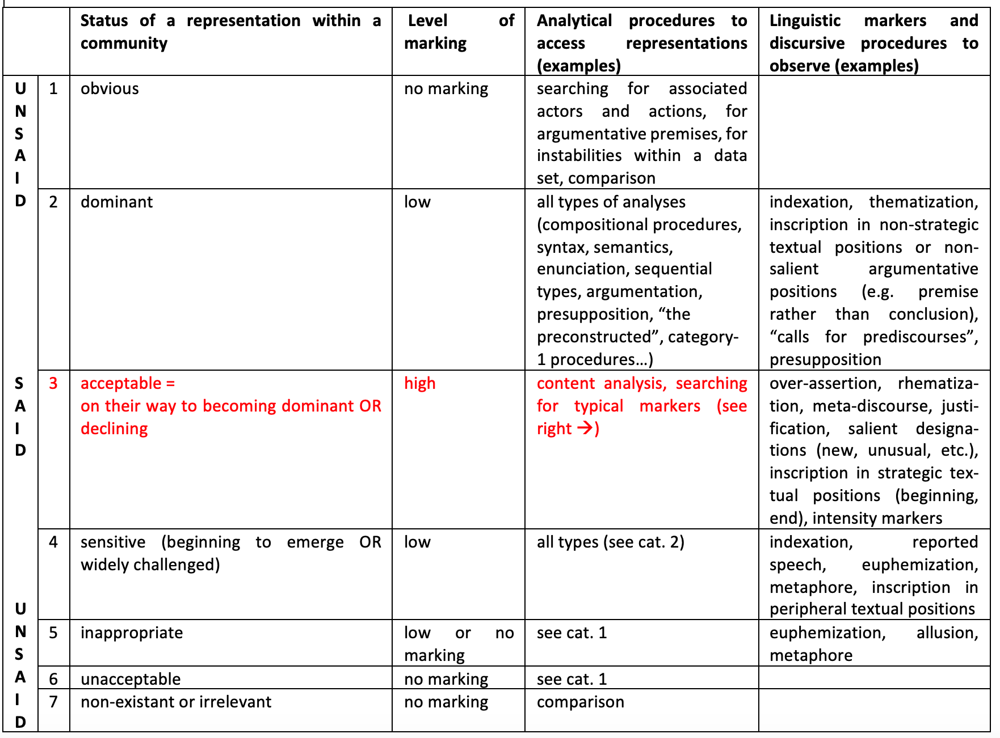 Status of a representation within a
community
Level of
marking
Analytical procedures to
access representations
(examples)
Linguistic markers and
discursive procedures to
observe (examples)
U
N
S
A
I
D
1
obvious
no marking
searching for associated
actors and actions, for
argumentative premises, for
instabilities within a data
set, comparison
2
dominant
low
all types of analyses
(compositional procedures,
syntax, semantics,
enunciation, sequential
types, argumentation,
presupposition, “the
preconstructed”, category-
1 procedures…)
indexation, thematization,
inscription in non-strategic
textual positions or non-
salient argumentative
positions (e.g. premise
rather than conclusion),
“calls for prediscourses”,
presupposition
S
A
I
D
3
acceptable =
on their way to becoming dominant OR
declining
high
content analysis, searching
for typical markers (see
right →)
over-assertion, rhematiza-
tion, meta-discourse, justi-
fication, salient designa-
tions (new, unusual, etc.),
inscription in strategic tex-
tual positions (beginning,
end), intensity markers
4
sensitive (beginning to emerge OR
widely challenged)
low
all types (see cat. 2)
indexation, reported
speech, euphemization,
metaphore, inscription in
peripheral textual positions
U
N
S
A
I
D
5
inappropriate
low or no
marking
see cat. 1
euphemization, allusion,
metaphore
6
unacceptable
no marking
see cat. 1
7
non-existant or irrelevant
no marking
comparison